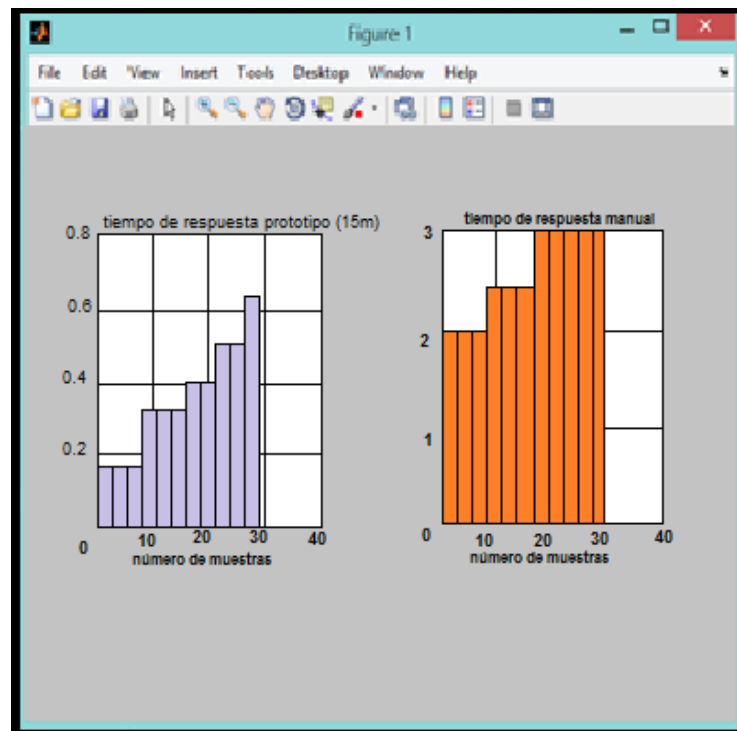 Figure 1
File Edit View Insert Tools Desktop Window Help
tiempo de respuesta prototipo (15m)
0.8
0.6
0.4
0.2
0 10 20 30 40
número de muestras
tiempo de respuesta manual
3
2
1
0 10 20 30 40
número de muestras